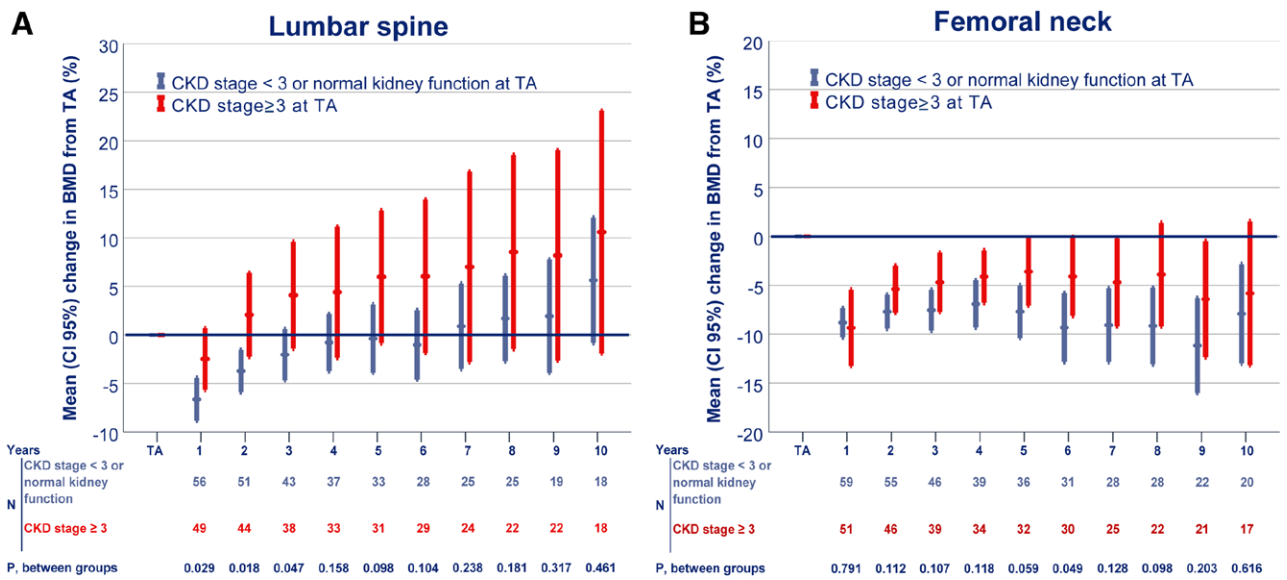 A
Lumbar spine
Mean (CI 95%) change in BMD from TA (%)
30
25
20
15
10
5
0
-5
-10
CKD stage < 3 or normal kidney function at TA
CKD stage≥3 at TA
Years TA 1 2 3 4 5 6 7 8 9 10
N
CKD stage < 3 or
normal kidney
function
56 51 43 37 33 28 25 25 19 18
CKD stage ≥ 3 49 44 38 33 31 29 24 22 22 18
P, between groups 0.029 0.018 0.047 0.158 0.098 0.104 0.238 0.181 0.317 0.461
B
Femoral neck
Mean (CI 95%) change in BMD from TA (%)
20
15
10
5
0
-5
-10
-15
-20
CKD stage < 3 or normal kidney function at TA
CKD stage≥3 at TA
Years TA 1 2 3 4 5 6 7 8 9 10
N
CKD stage < 3 or
normal kidney
function
59 55 46 39 36 31 28 28 22 20
CKD stage ≥ 3 51 46 39 34 32 30 25 22 21 17
P, between groups 0.791 0.112 0.107 0.118 0.059 0.049 0.128 0.098 0.203 0.616